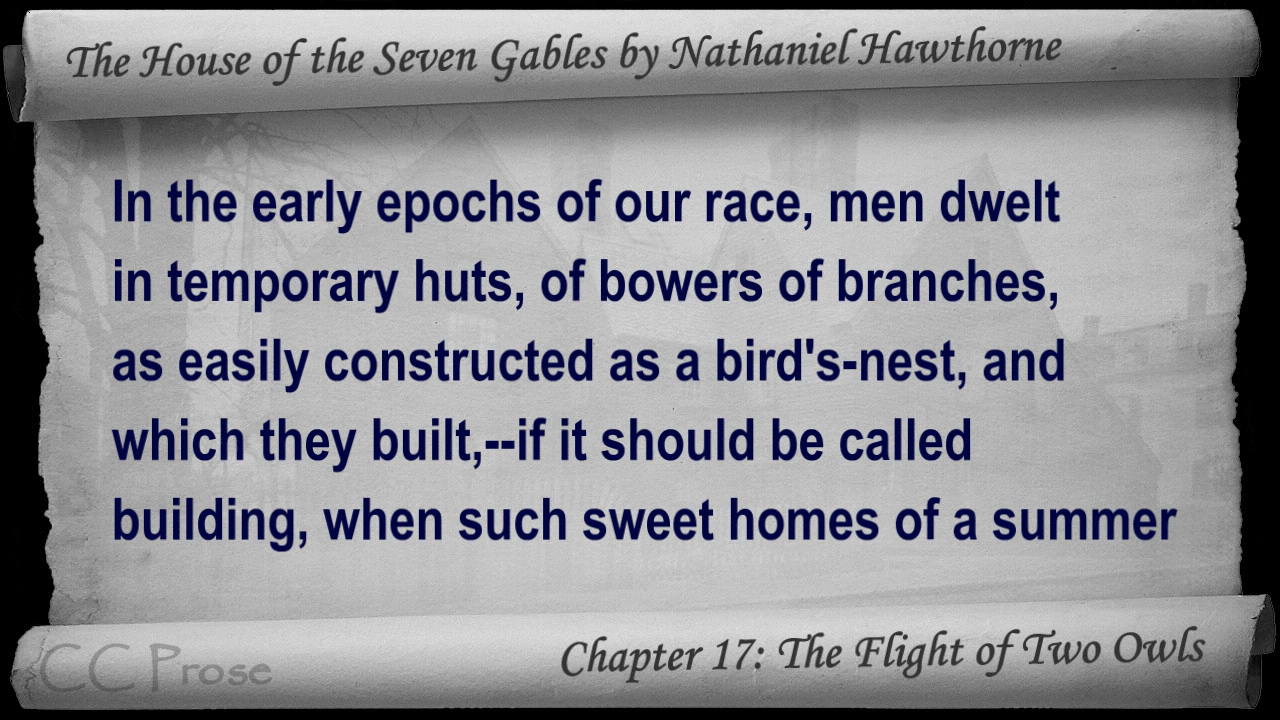 The House of the Seven Gables by Nathaniel Hawthorne
In the early epochs of our race, men dwelt
in temporary huts, of bowers of branches,
as easily constructed as a bird's-nest, and
which they built,--if it should be called
building, when such sweet homes of a summer
CC Prose
Chapter 17: The Flight of Two Owls